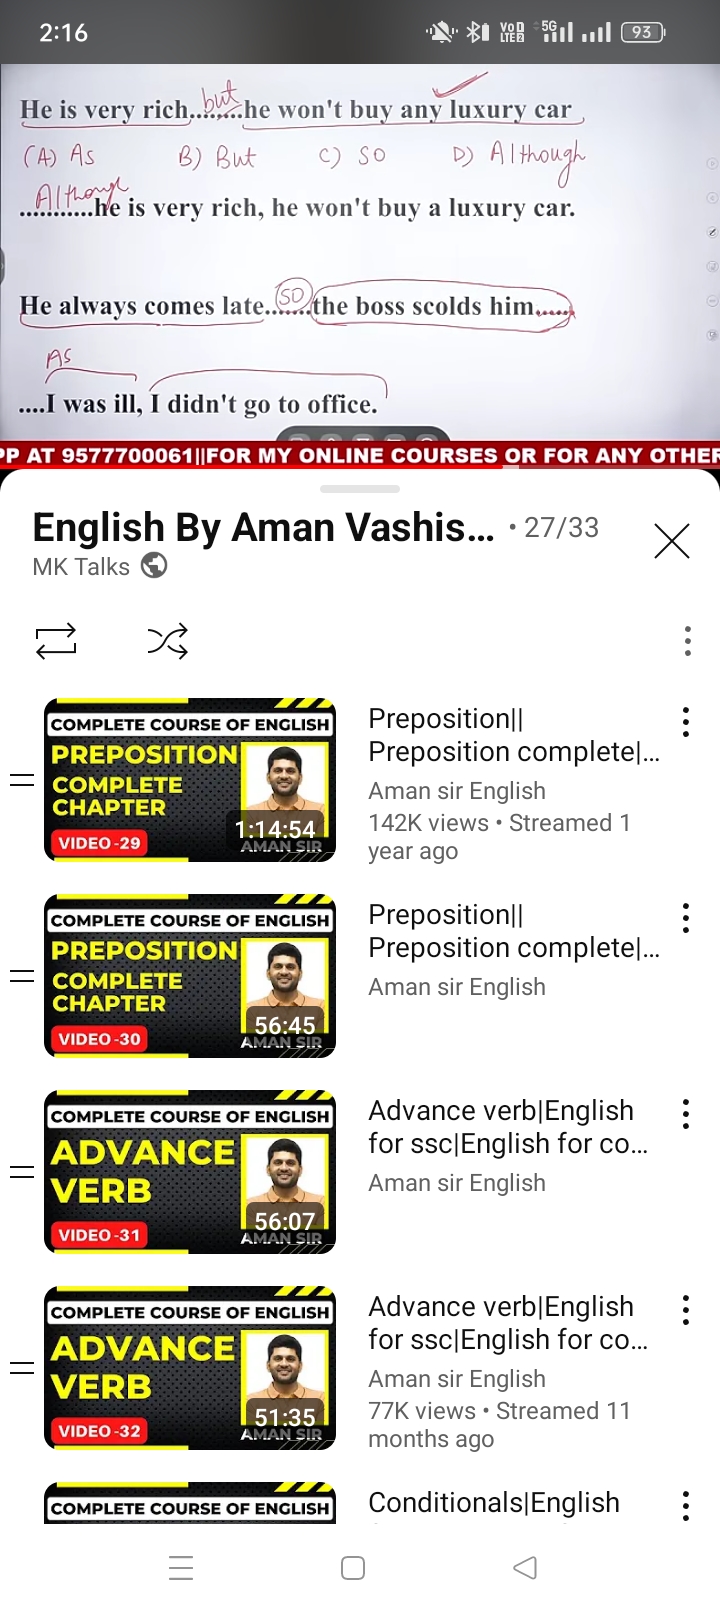 2:16
VoD LTE2 5G 93
He is very rich..but..he won't buy any luxury car
(A) As B) But C) SO D) Although
Although
...........he is very rich, he won't buy a luxury car.
He always comes late...SO...the boss scolds him......
AS
....I was ill, I didn't go to office.
PP AT 9577700061||FOR MY ONLINE COURSES OR FOR ANY OTHER
English By Aman Vashis... • 27/33
MK Talks
COMPLETE COURSE OF ENGLISH
PREPOSITION
COMPLETE
CHAPTER
VIDEO -29
1:14:54
AMAN SIR
Preposition||
Preposition complete|...
Aman sir English
142K views • Streamed 1
year ago
COMPLETE COURSE OF ENGLISH
PREPOSITION
COMPLETE
CHAPTER
VIDEO -30
56:45
AMAN SIR
Preposition||
Preposition complete|...
Aman sir English
COMPLETE COURSE OF ENGLISH
ADVANCE
VERB
VIDEO -31
56:07
AMAN SIR
Advance verb|English
for ssc|English for co...
Aman sir English
COMPLETE COURSE OF ENGLISH
ADVANCE
VERB
VIDEO -32
51:35
AMAN SIR
Advance verb|English
for ssc|English for co...
Aman sir English
77K views • Streamed 11
months ago
COMPLETE COURSE OF ENGLISH
Conditionals|English